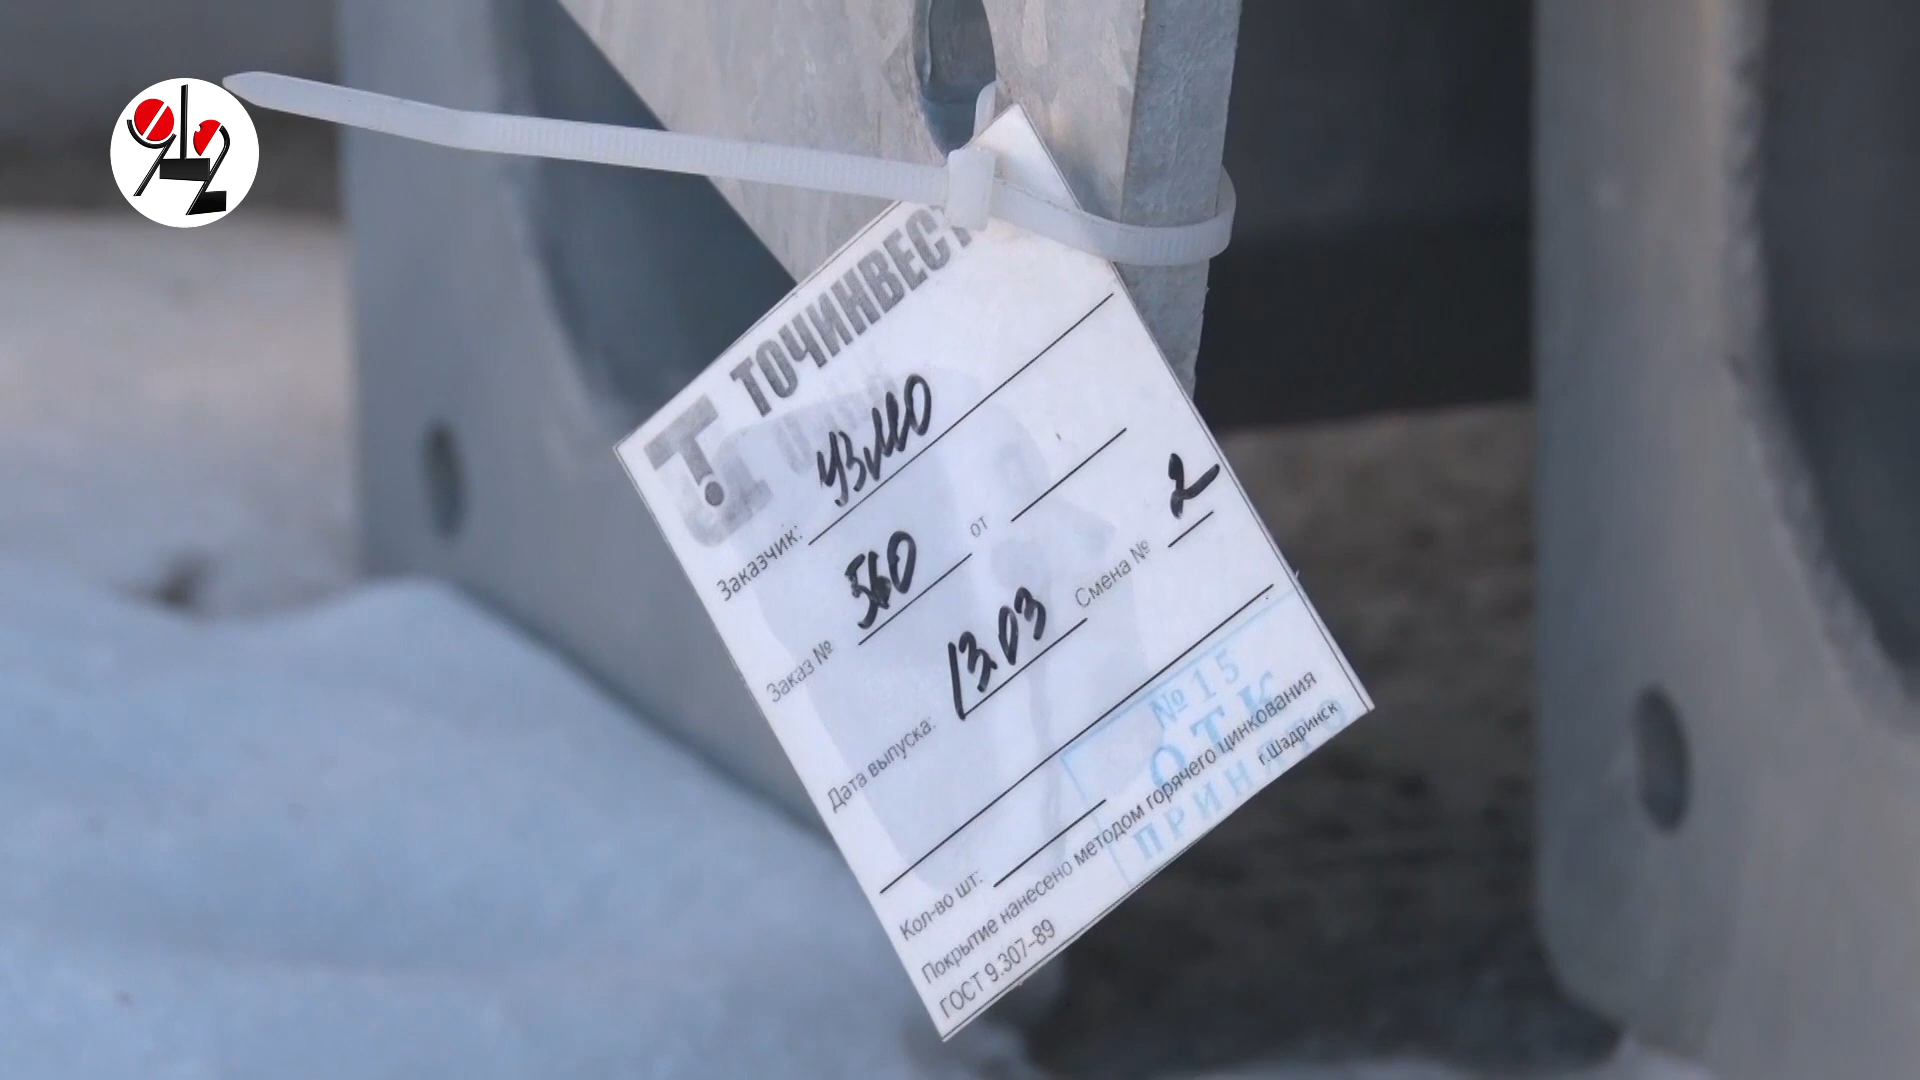 ТОЧИНВЕСТ
Заказчик: УЗМО
Заказ № 560 от
Дата выпуска: 13.03 Смена № 2
Кол-во шт:
Покрытие нанесено методом горячего цинкования
ГОСТ 9.307-89 г.Шадринск
№ 15
ОТК
ПРИНЯТО